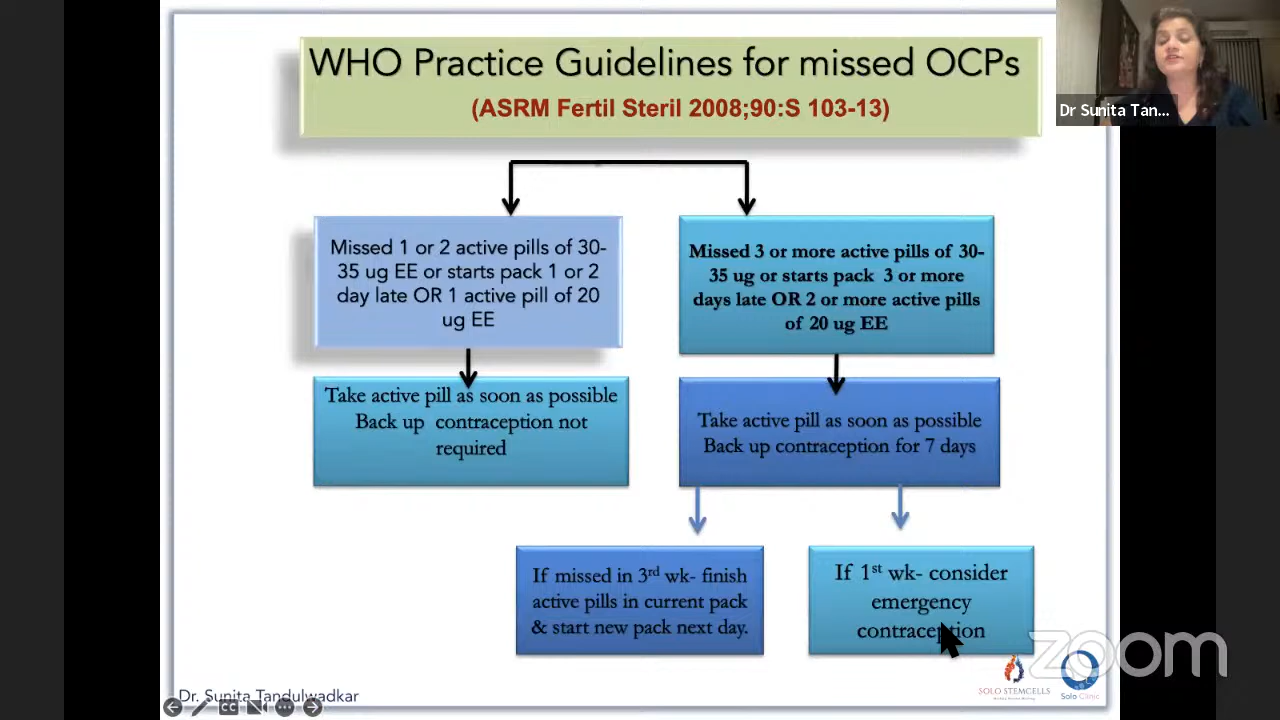 WHO Practice Guidelines for missed OCPs
(ASRM Fertil Steril 2008;90:S 103-13)
Dr Sunita Tan...
Missed 1 or 2 active pills of 30-
35 ug EE or starts pack 1 or 2
day late OR 1 active pill of 20
ug EE
Missed 3 or more active pills of 30-
35 ug or starts pack 3 or more
days late OR 2 or more active pills
of 20 ug EE
Take active pill as soon as possible
Back up contraception not
required
Take active pill as soon as possible
Back up contraception for 7 days
If missed in 3rd wk- finish
active pills in current pack
& start new pack next day.
If 1st wk- consider
emergency
contraception
zoom
SOLO STEMCELLS
Solo Clinic
Dr. Sunita Tandulwadkar
CC